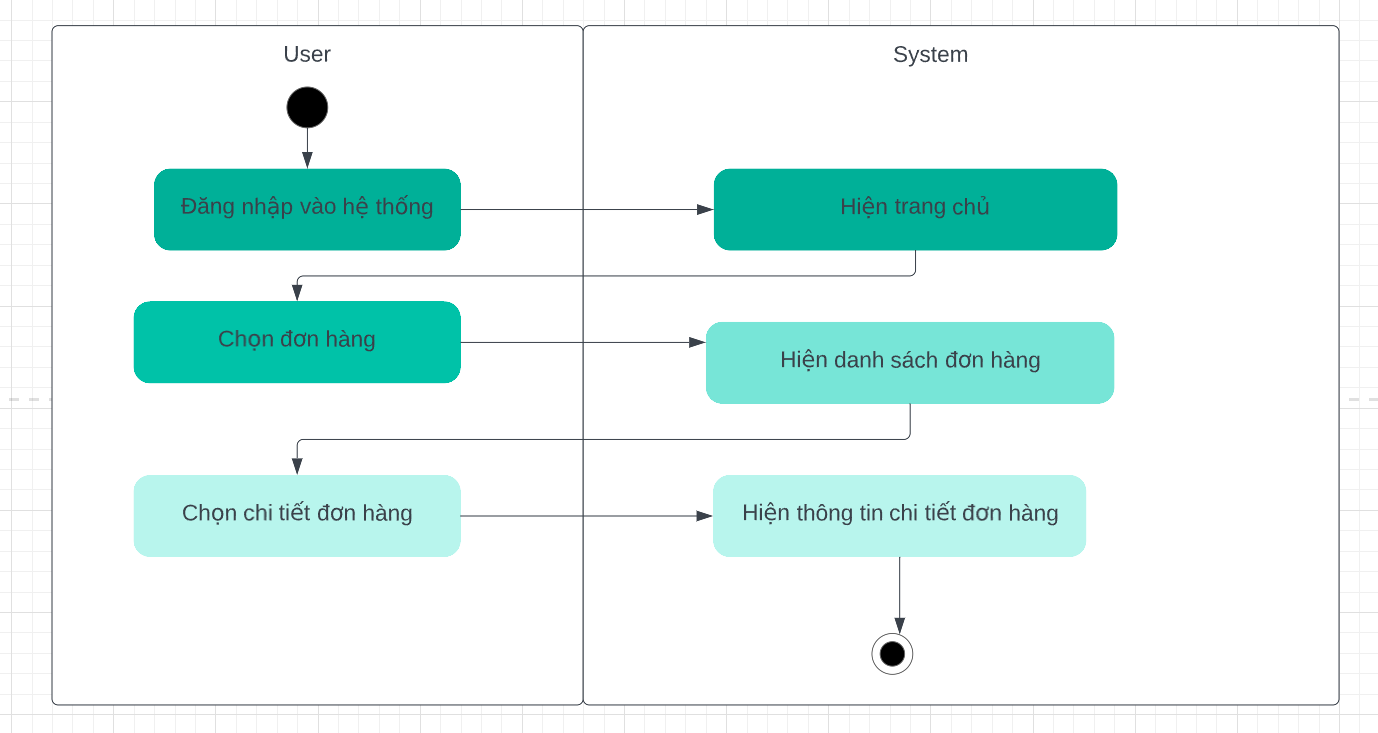 User
System
Đăng nhập vào hệ thống
Hiện trang chủ
Chọn đơn hàng
Hiện danh sách đơn hàng
Chọn chi tiết đơn hàng
Hiện thông tin chi tiết đơn hàng